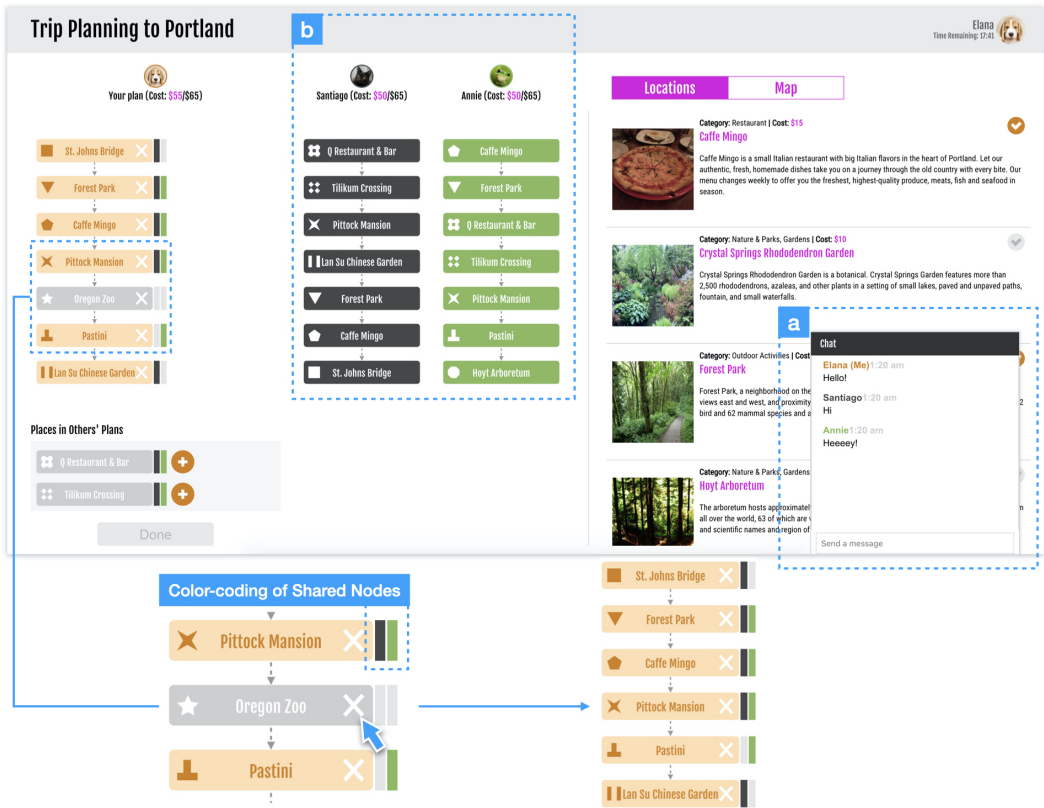 Trip Planning to Portland
b
Elana
Time Remaining: 17:41
Your plan (Cost: $55/$65)
Santiago (Cost: $50/$65)
Annie (Cost: $50/$65)
St. Johns Bridge
Forest Park
Caffe Mingo
Pittock Mansion
Oregon Zoo
Pastini
Lan Su Chinese Garden
Q Restaurant & Bar
Tilikum Crossing
Pittock Mansion
Lan Su Chinese Garden
Forest Park
Caffe Mingo
St. Johns Bridge
Caffe Mingo
Forest Park
Q Restaurant & Bar
Tilikum Crossing
Pittock Mansion
Pastini
Hoyt Arboretum
Places in Others' Plans
Q Restaurant & Bar
Tilikum Crossing
Done
Locations
Map
Category: Restaurant | Cost: $15
Caffe Mingo
Caffe Mingo is a small Italian restaurant with big Italian flavors in the heart of Portland. Let our
authentic, fresh, homemade dishes take you on a journey through the old country with every bite. Our
menu changes weekly to offer you the freshest, highest-quality produce, meats, fish and seafood in
season.
Category: Nature & Parks, Gardens | Cost: $10
Crystal Springs Rhododendron Garden
Crystal Springs Rhododendron Garden is a botanical. Crystal Springs Garden features more than
2,500 rhododendrons, azaleas, and other plants in a setting of small lakes, paved and unpaved paths,
fountain, and small waterfalls.
Category: Outdoor Activities | Cost
Forest Park
Forest Park, a neighborhood on the
views east and west, and proximity
2
bird and 62 mammal species and a
Category: Nature & Parks, Gardens
Hoyt Arboretum
The arboretum hosts approximatel
m
all over the world, 63 of which are
and scientific names and region of
a
Chat
Elana (Me)1:20 am
Hello!
Santiago1:20 am
Hi
Annie1:20 am
Heeeey!
Send a message
Color-coding of Shared Nodes
Pittock Mansion
Oregon Zoo
Pastini
St. Johns Bridge
Forest Park
Caffe Mingo
Pittock Mansion
Pastini
Lan Su Chinese Garden